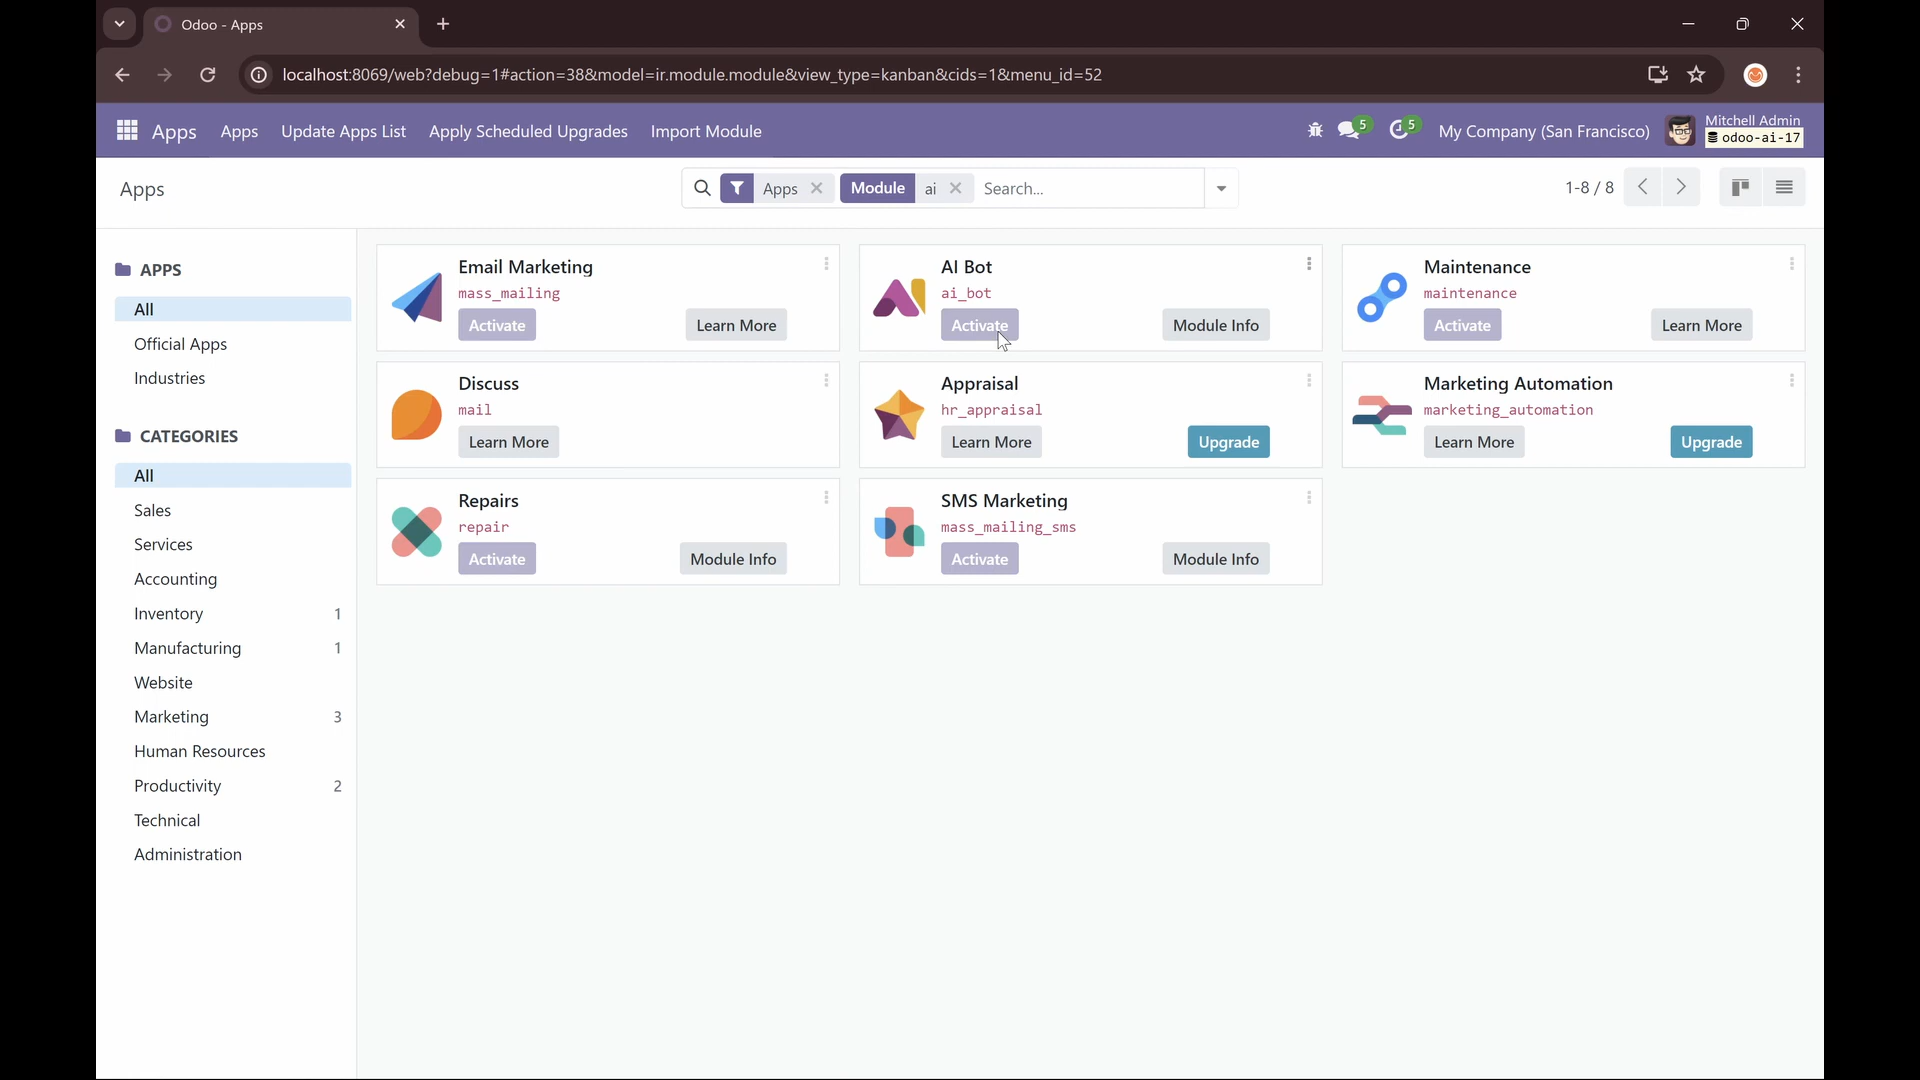 Odoo - Apps
localhost:8069/web?debug=1#action=38&model=ir.module.module&view_type=kanban&cids=1&menu_id=52
Apps
Apps
Update Apps List
Apply Scheduled Upgrades
Import Module
5
5
My Company (San Francisco)
Mitchell Admin
odoo-ai-17
Apps
Apps
Module
ai
Search...
1-8 / 8
APPS
All
Official Apps
Industries
CATEGORIES
All
Sales
Services
Accounting
Inventory 1
Manufacturing 1
Website
Marketing 3
Human Resources
Productivity 2
Technical
Administration
Email Marketing
mass_mailing
Activate
Learn More
AI Bot
ai_bot
Activate
Module Info
Maintenance
maintenance
Activate
Learn More
Discuss
mail
Learn More
Appraisal
hr_appraisal
Learn More
Upgrade
Marketing Automation
marketing_automation
Learn More
Upgrade
Repairs
repair
Activate
Module Info
SMS Marketing
mass_mailing_sms
Activate
Module Info